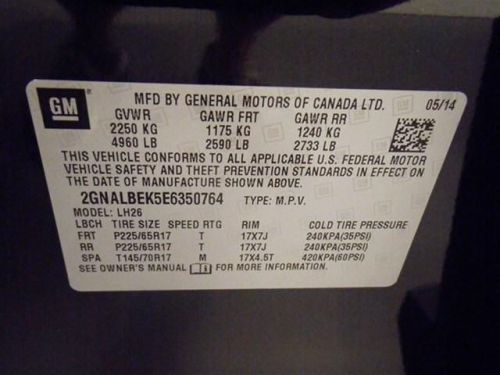 GM
MFD BY GENERAL MOTORS OF CANADA LTD. 05/14
GVWR GAWR FRT GAWR RR
2250 KG 1175 KG 1240 KG
4960 LB 2590 LB 2733 LB
THIS VEHICLE CONFORMS TO ALL APPLICABLE U.S. FEDERAL MOTOR
VEHICLE SAFETY AND THEFT PREVENTION STANDARDS IN EFFECT ON
THE DATE OF MANUFACTURE SHOWN ABOVE.
2GNALBEK5E6350764 TYPE: M.P.V.
MODEL: LH26
LBCH TIRE SIZE SPEED RTG RIM COLD TIRE PRESSURE
FRT P225/65R17 T 17X7J 240KPA(35PSI)
RR P225/65R17 T 17X7J 240KPA(35PSI)
SPA T145/70R17 M 17X4.5T 420KPA(60PSI)
SEE OWNER'S MANUAL FOR MORE INFORMATION.